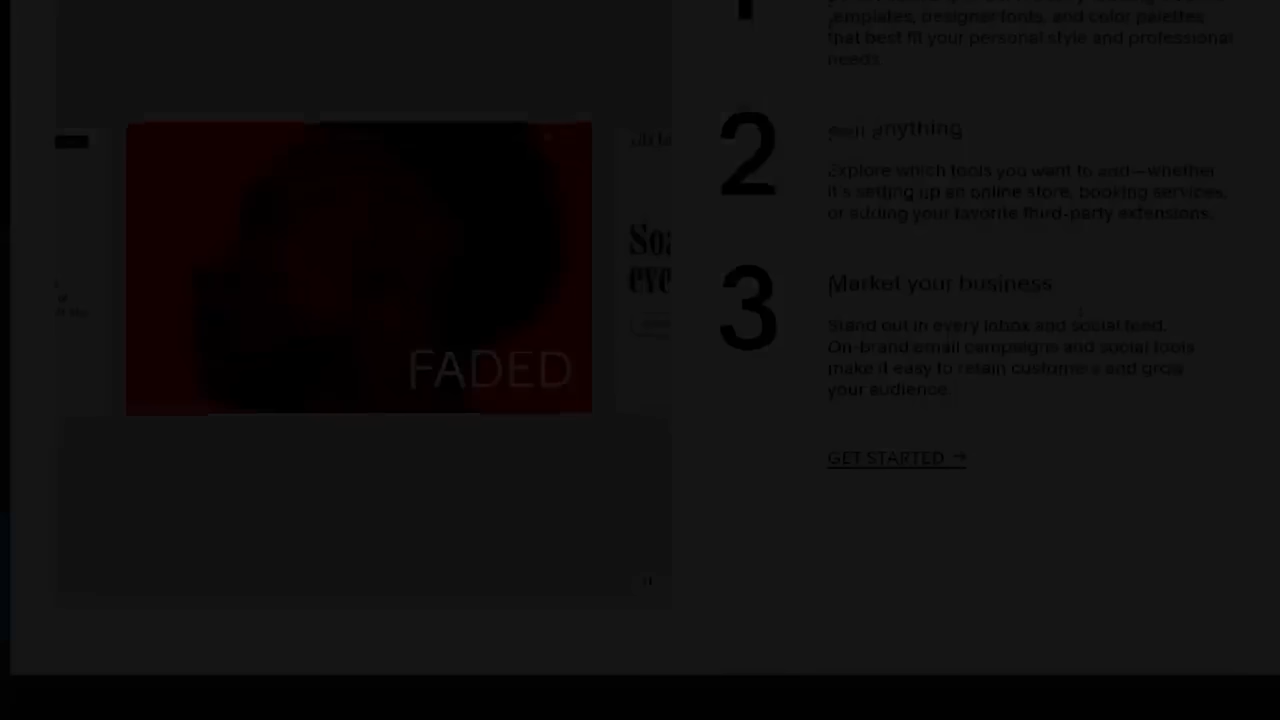 templates, designer fonts, and color palettes
that best fit your personal style and professional
needs.
2
Sell anything
Explore which tools you want to add—whether
it's setting up an online store, booking services,
or adding your favorite third-party extensions.
3
Market your business
Stand out in every inbox and social feed.
On-brand email campaigns and social tools
make it easy to retain customers and grow
your audience.
GET STARTED →
FADED